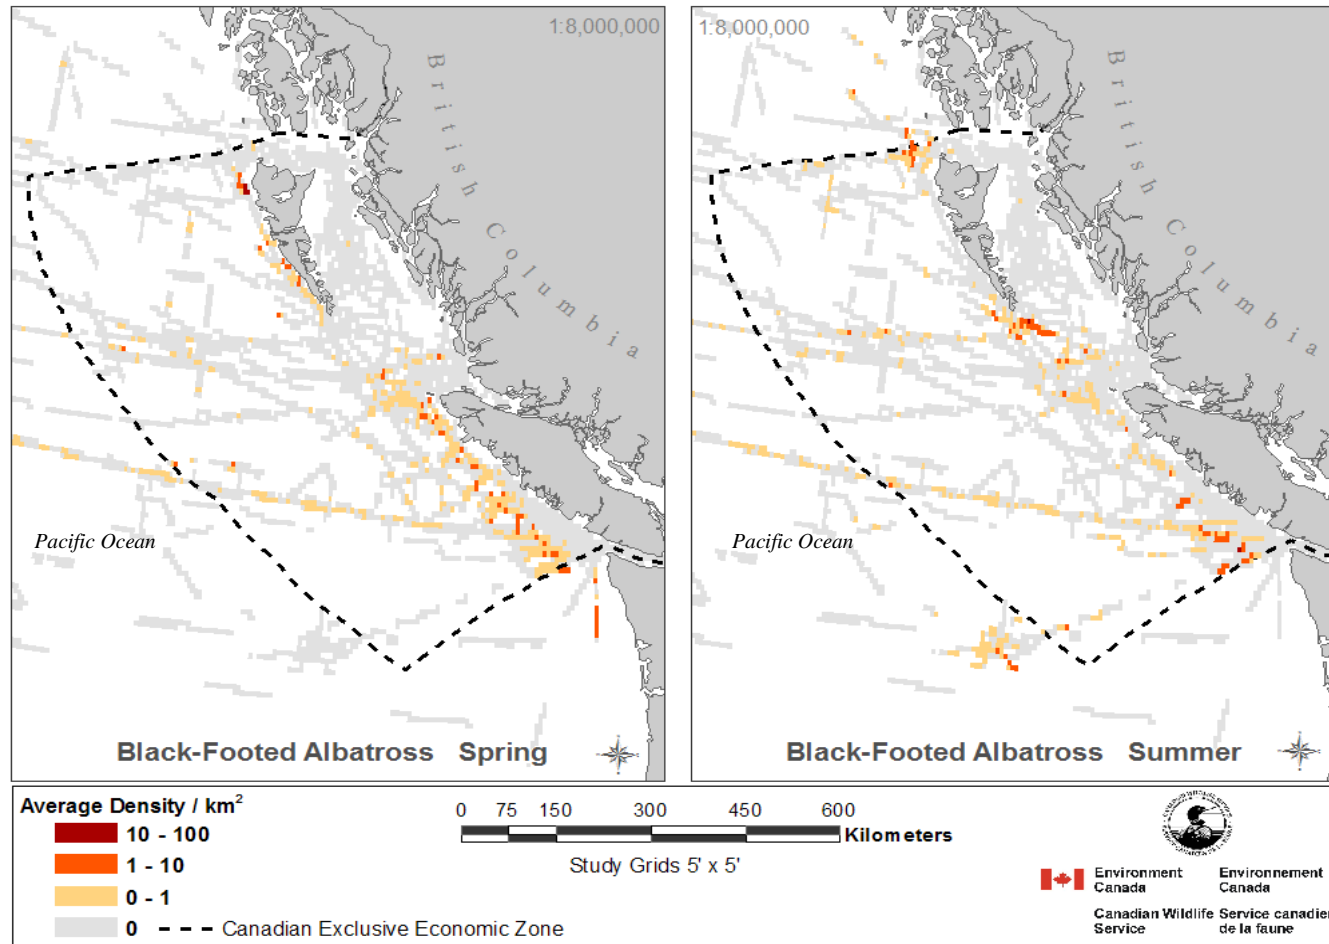 1:8,000,000
British Columbia
Pacific Ocean
Black-Footed Albatross Spring
1:8,000,000
British Columbia
Pacific Ocean
Black-Footed Albatross Summer
Average Density / km²
10 - 100
1 - 10
0 - 1
0
Canadian Exclusive Economic Zone
0 75 150 300 450 600
Kilometers
Study Grids 5' x 5'
Environment Canada
Environnement Canada
Canadian Wildlife Service
Service canadien de la faune